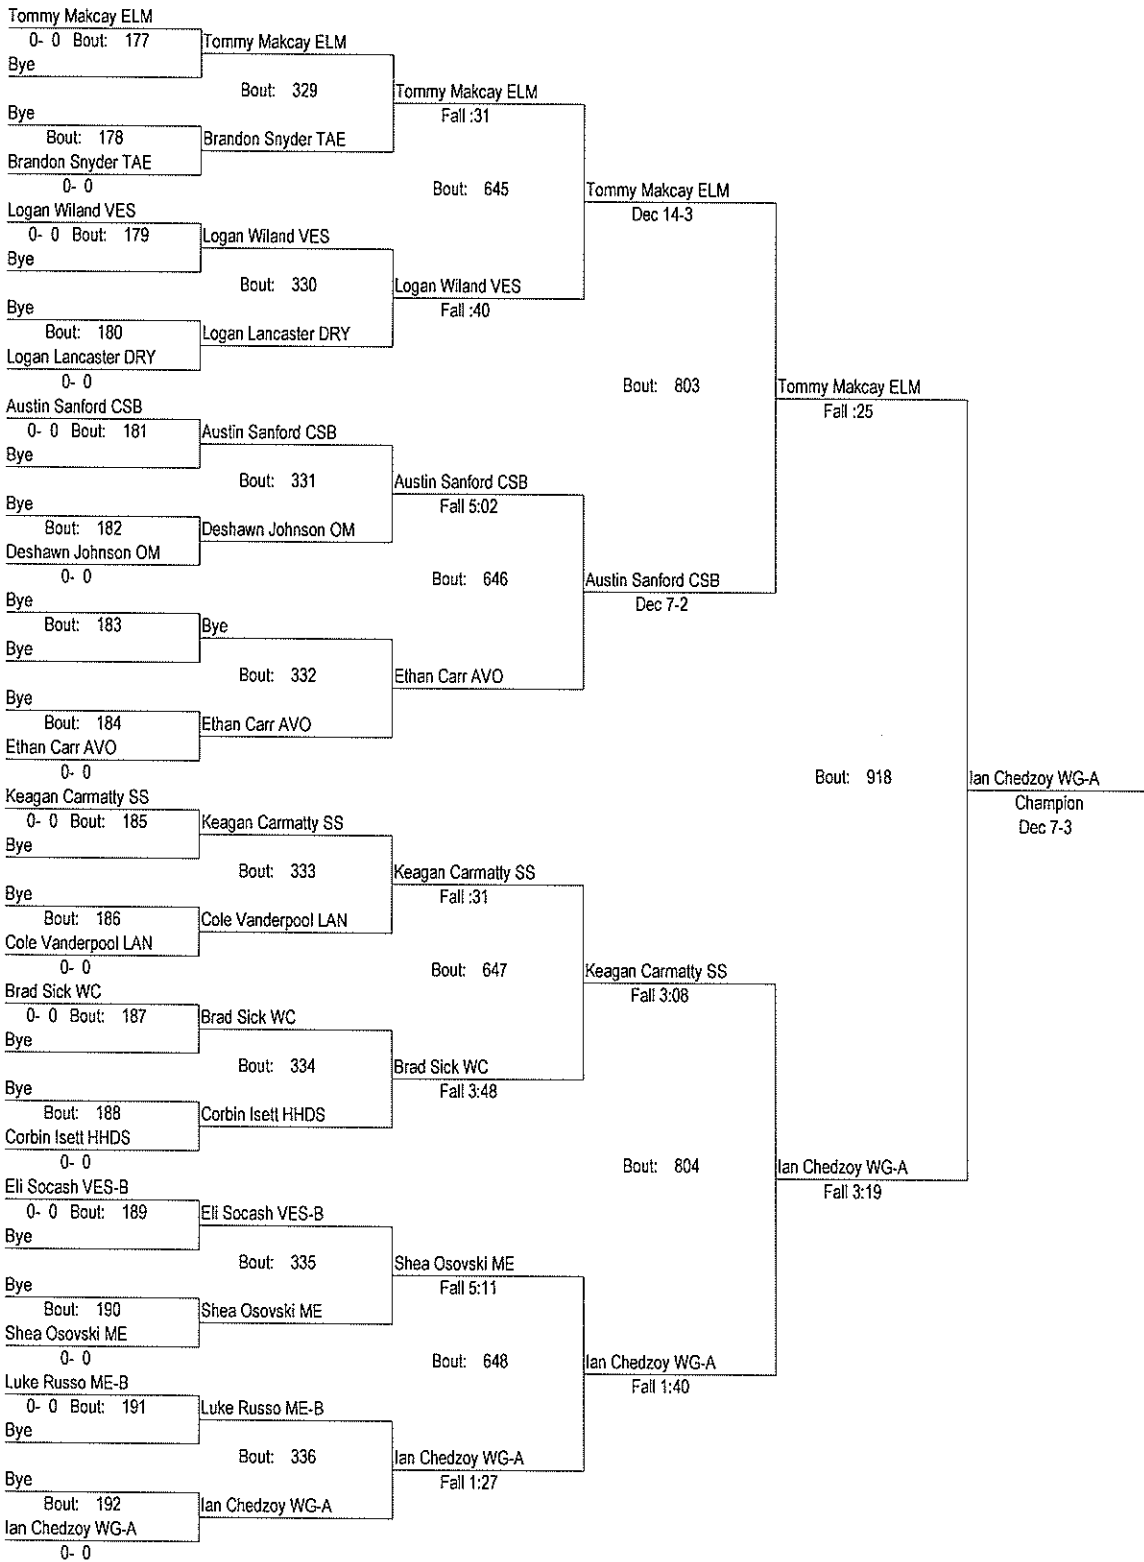 Tommy Makcay ELM
0- 0 Bout: 177
Bye
Bye
Bout: 178
Brandon Snyder TAE
0- 0
Logan Wiland VES
0- 0 Bout: 179
Bye
Bye
Bout: 180
Logan Lancaster DRY
0- 0
Austin Sanford CSB
0- 0 Bout: 181
Bye
Bye
Bout: 182
Deshawn Johnson OM
0- 0
Bye
Bout: 183
Bye
Bye
Bout: 184
Ethan Carr AVO
0- 0
Keagan Carmatty SS
0- 0 Bout: 185
Bye
Bye
Bout: 186
Cole Vanderpool LAN
0- 0
Brad Sick WC
0- 0 Bout: 187
Bye
Bye
Bout: 188
Corbin Isett HHDS
0- 0
Eli Socash VES-B
0- 0 Bout: 189
Bye
Bye
Bout: 190
Shea Osovski ME
0- 0
Luke Russo ME-B
0- 0 Bout: 191
Bye
Bye
Bout: 192
Ian Chedzoy WG-A
0- 0
Tommy Makcay ELM
Bout: 329
Brandon Snyder TAE
Logan Wiland VES
Bout: 330
Logan Lancaster DRY
Austin Sanford CSB
Bout: 331
Deshawn Johnson OM
Bye
Bout: 332
Ethan Carr AVO
Keagan Carmatty SS
Bout: 333
Cole Vanderpool LAN
Brad Sick WC
Bout: 334
Corbin Isett HHDS
Eli Socash VES-B
Bout: 335
Shea Osovski ME
Luke Russo ME-B
Bout: 336
Ian Chedzoy WG-A
Tommy Makcay ELM
Fall :31
Bout: 645
Logan Wiland VES
Fall :40
Austin Sanford CSB
Fall 5:02
Bout: 646
Ethan Carr AVO
Keagan Carmatty SS
Fall :31
Bout: 647
Brad Sick WC
Fall 3:48
Shea Osovski ME
Fall 5:11
Bout: 648
Ian Chedzoy WG-A
Fall 1:27
Tommy Makcay ELM
Dec 14-3
Bout: 803
Austin Sanford CSB
Dec 7-2
Keagan Carmatty SS
Fall 3:08
Bout: 804
Ian Chedzoy WG-A
Fall 1:40
Tommy Makcay ELM
Fall :25
Bout: 918
Ian Chedzoy WG-A
Fall 3:19
Ian Chedzoy WG-A
Champion
Dec 7-3